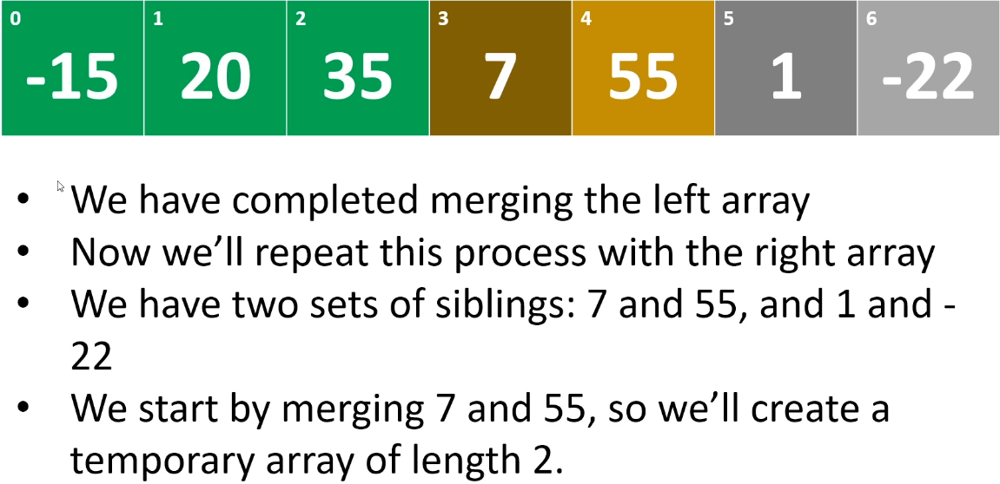 0 1 2 3 4 5 6
-15 20 35 7 55 1 -22
• We have completed merging the left array
• Now we’ll repeat this process with the right array
• We have two sets of siblings: 7 and 55, and 1 and -
22
• We start by merging 7 and 55, so we’ll create a
temporary array of length 2.